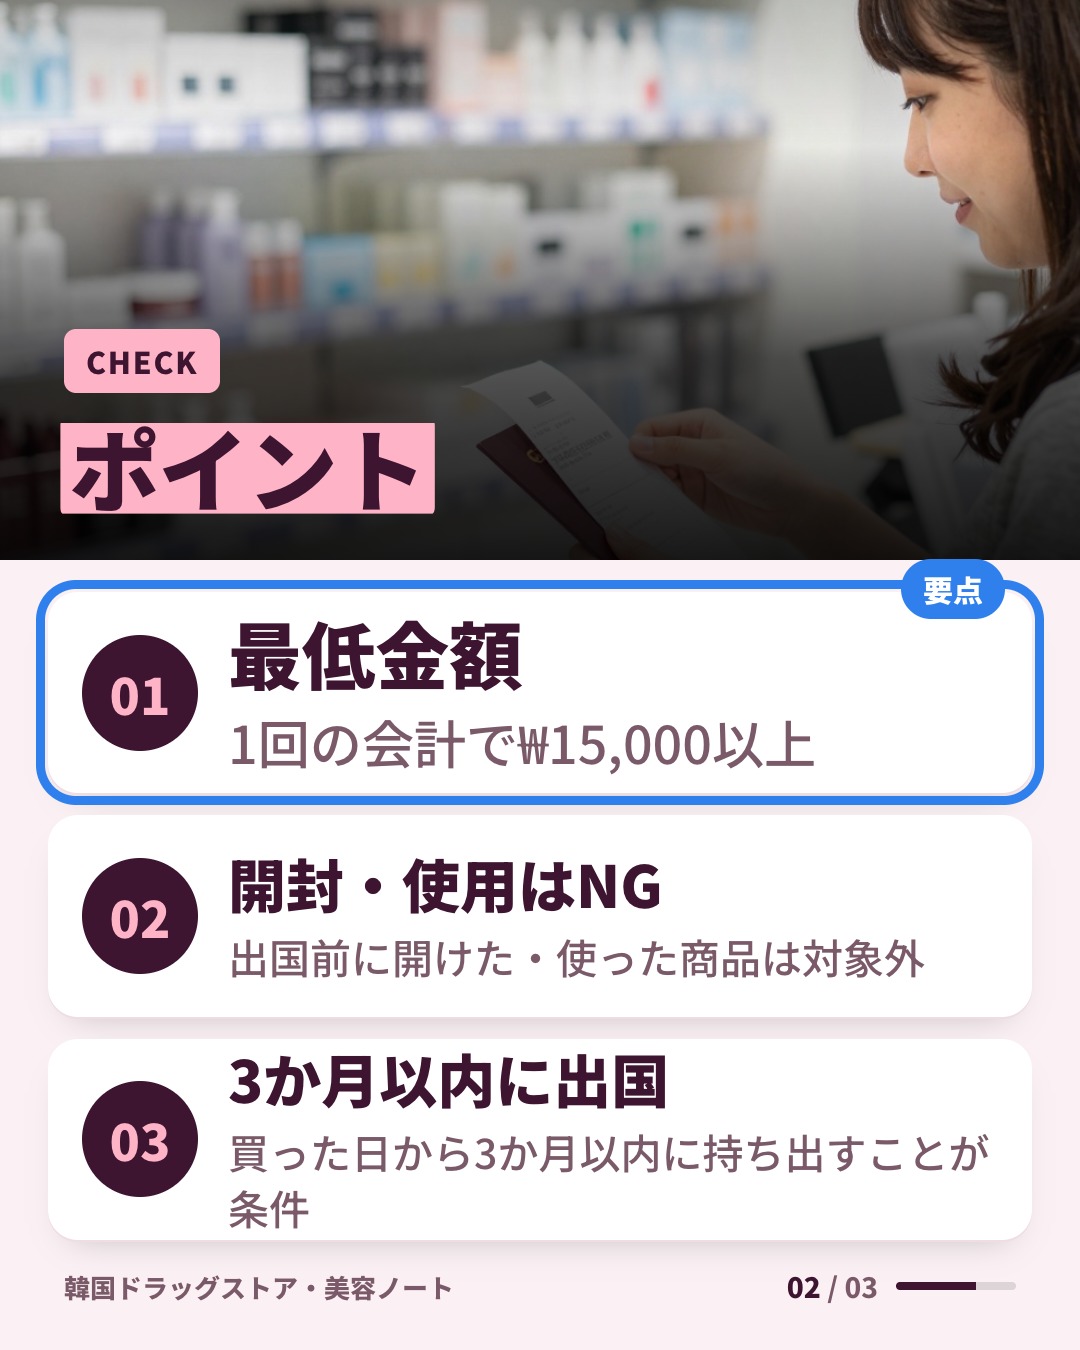 CHECK
ポイント
要点
01
最低金額
1回の会計で₩15,000以上
02
開封・使用はNG
出国前に開けた・使った商品は対象外
03
3か月以内に出国
買った日から3か月以内に持ち出すことが
条件
韓国ドラッグストア・美容ノート
02 / 03